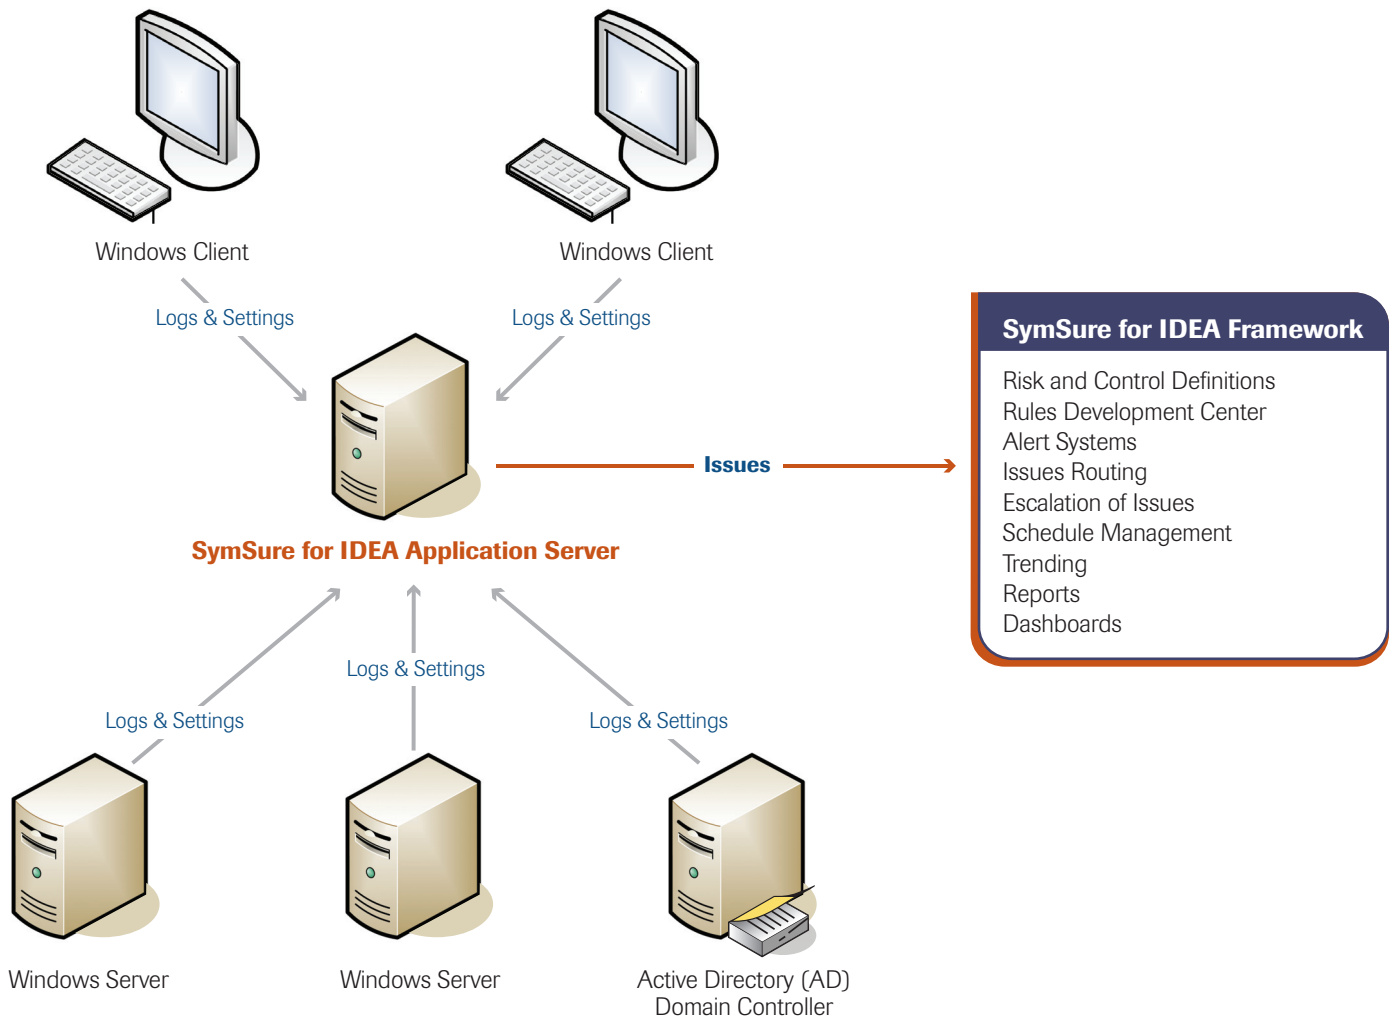 Windows Client
Windows Client
Logs & Settings
Logs & Settings
SymSure for IDEA Framework
Risk and Control Definitions
Rules Development Center
Alert Systems
Issues Routing
Escalation of Issues
Schedule Management
Trending
Reports
Dashboards
Issues
SymSure for IDEA Application Server
Logs & Settings
Logs & Settings
Logs & Settings
Windows Server
Windows Server
Active Directory (AD)
Domain Controller